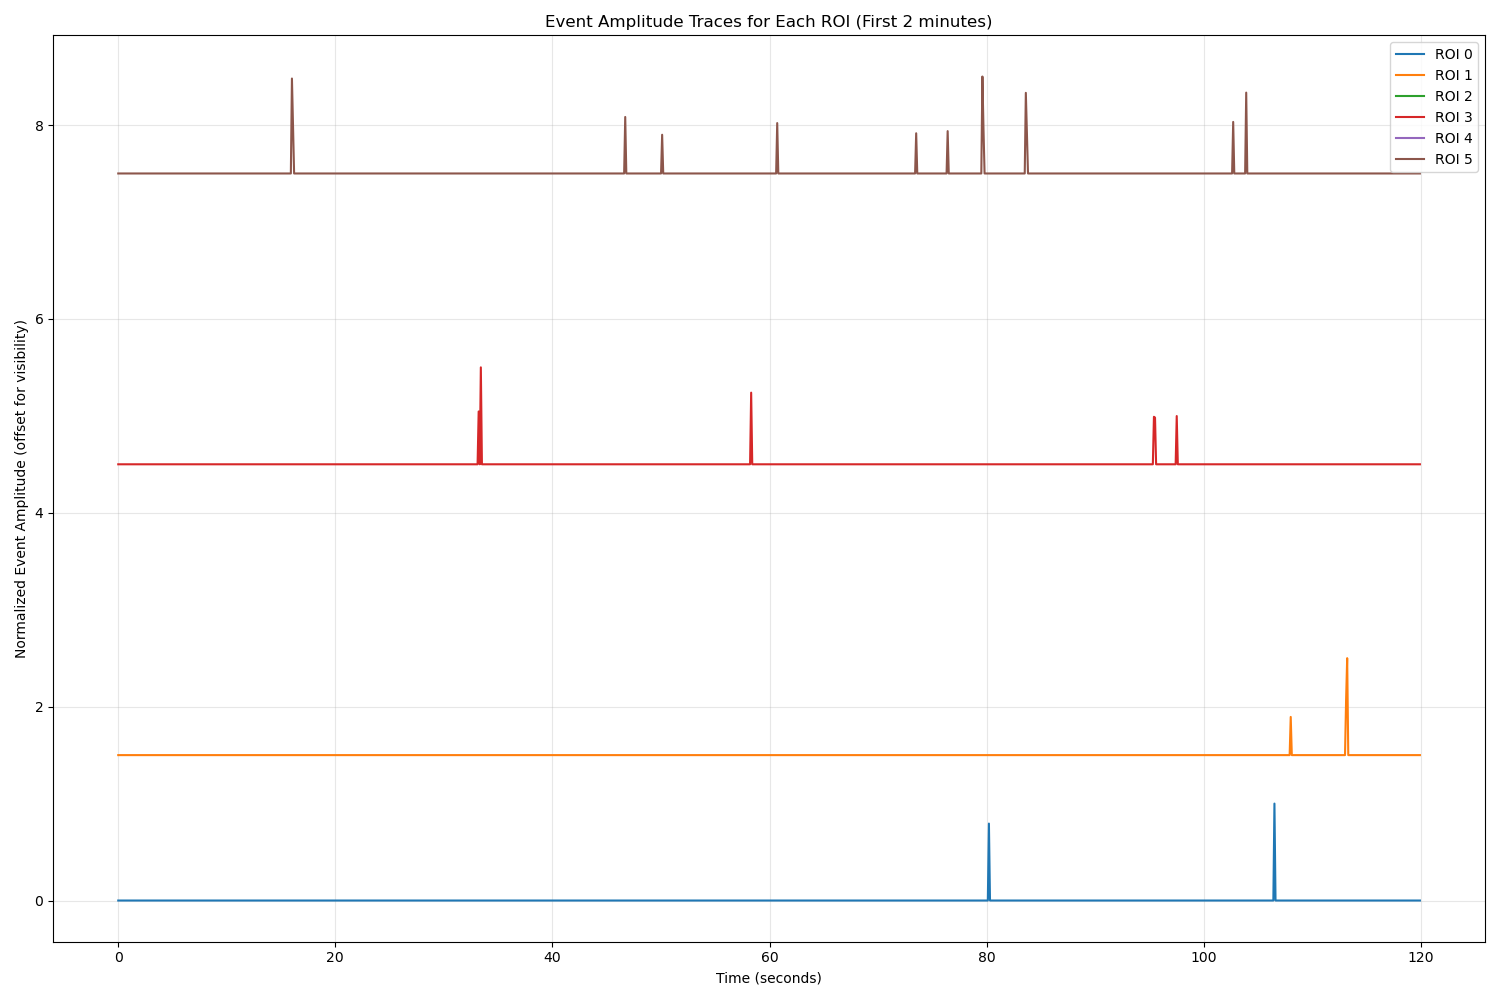 Event Amplitude Traces for Each ROI (First 2 minutes)
ROI 0
ROI 1
ROI 2
ROI 3
ROI 4
ROI 5
Normalized Event Amplitude (offset for visibility)
8
6
4
2
0
0 20 40 60 80 100 120
Time (seconds)